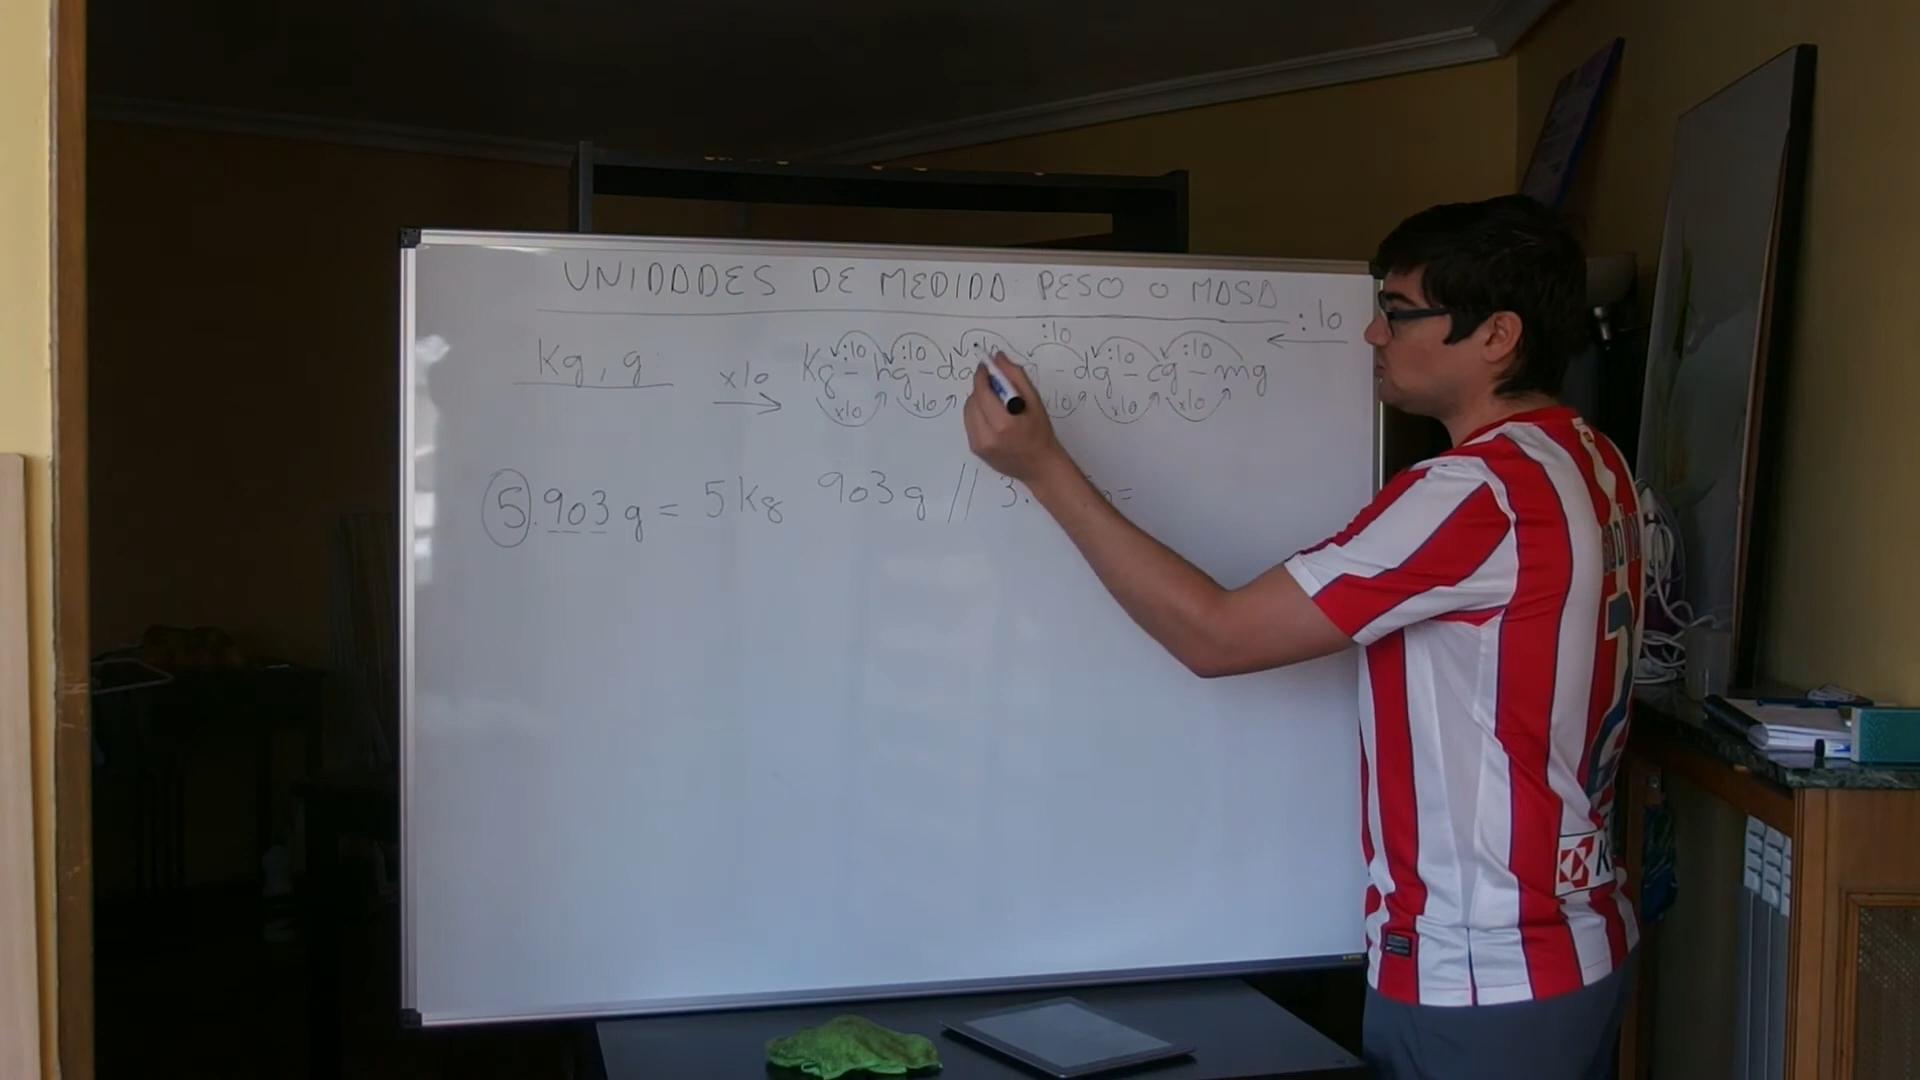 UNIDADES DE MEDIDA: PESO O MASA
:10
Kg, g
x10
:10 :10 :10 :10 :10
Kg - hg - - dg - cg - mg
x10 x10 x10 x10 x10
5.903 g = 5 Kg 903 g // 3.